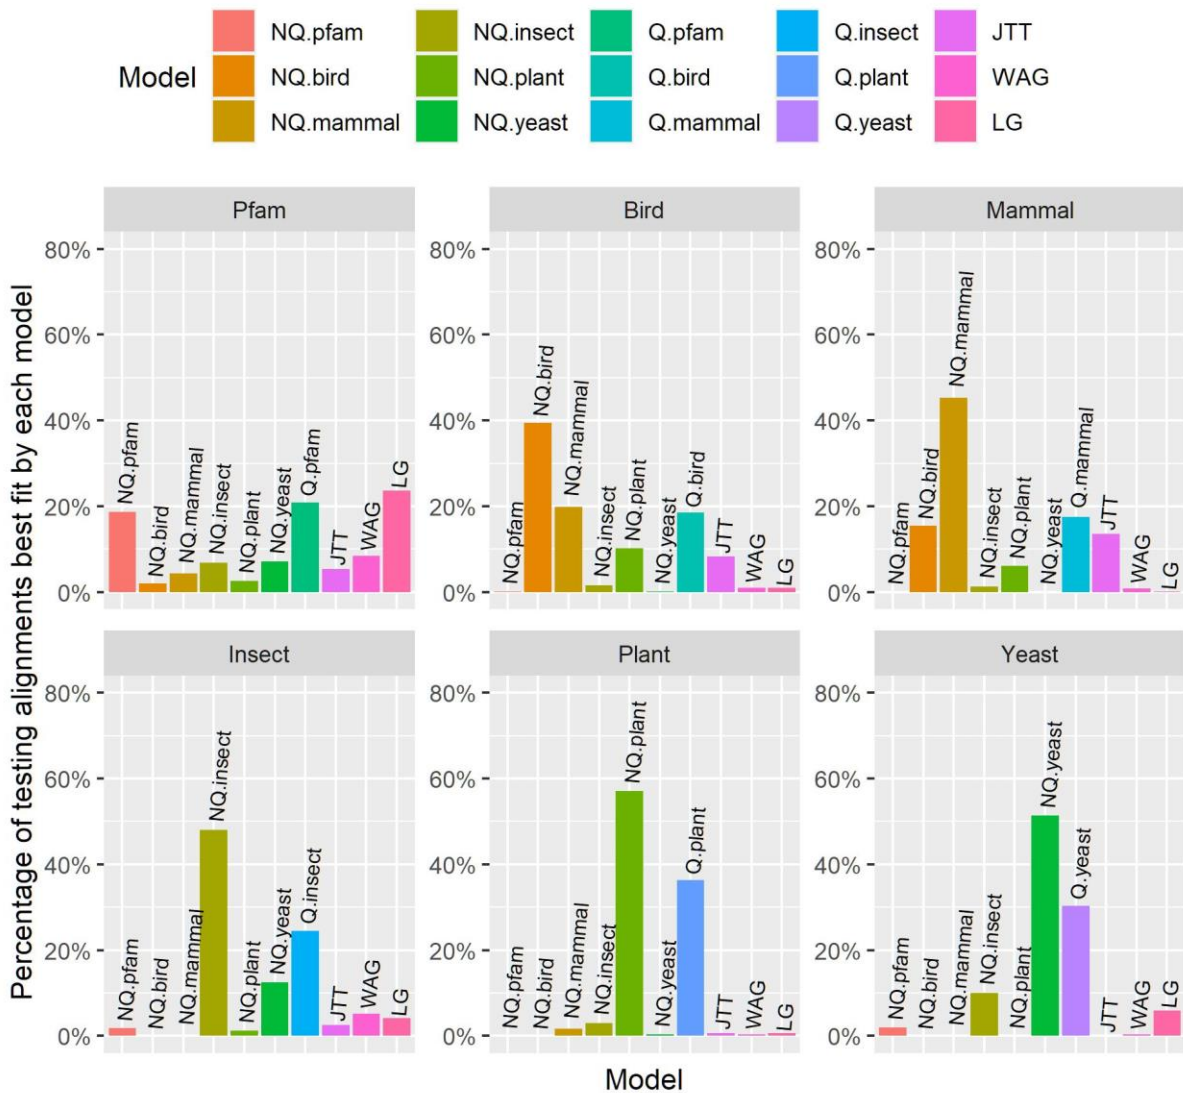 Model
NQ.pfam NQ.insect Q.pfam Q.insect JTT
NQ.bird NQ.plant Q.bird Q.plant WAG
NQ.mammal NQ.yeast Q.mammal Q.yeast LG
Percentage of testing alignments best fit by each model
Pfam
80%
60%
40%
20%
0%
NQ.pfam
NQ.bird
NQ.mammal
NQ.insect
NQ.plant
NQ.yeast
Q.pfam
JTT
WAG
LG
Bird
80%
60%
40%
20%
0%
NQ.pfam
NQ.bird
NQ.mammal
NQ.insect
NQ.plant
NQ.yeast
Q.bird
JTT
WAG
LG
Mammal
80%
60%
40%
20%
0%
NQ.pfam
NQ.bird
NQ.mammal
NQ.insect
NQ.plant
NQ.yeast
Q.mammal
JTT
WAG
LG
Insect
80%
60%
40%
20%
0%
NQ.pfam
NQ.bird
NQ.mammal
NQ.insect
NQ.plant
NQ.yeast
Q.insect
JTT
WAG
LG
Plant
80%
60%
40%
20%
0%
NQ.pfam
NQ.bird
NQ.mammal
NQ.insect
NQ.plant
NQ.yeast
Q.plant
JTT
WAG
LG
Yeast
80%
60%
40%
20%
0%
NQ.pfam
NQ.bird
NQ.mammal
NQ.insect
NQ.plant
NQ.yeast
Q.yeast
JTT
WAG
LG
Model